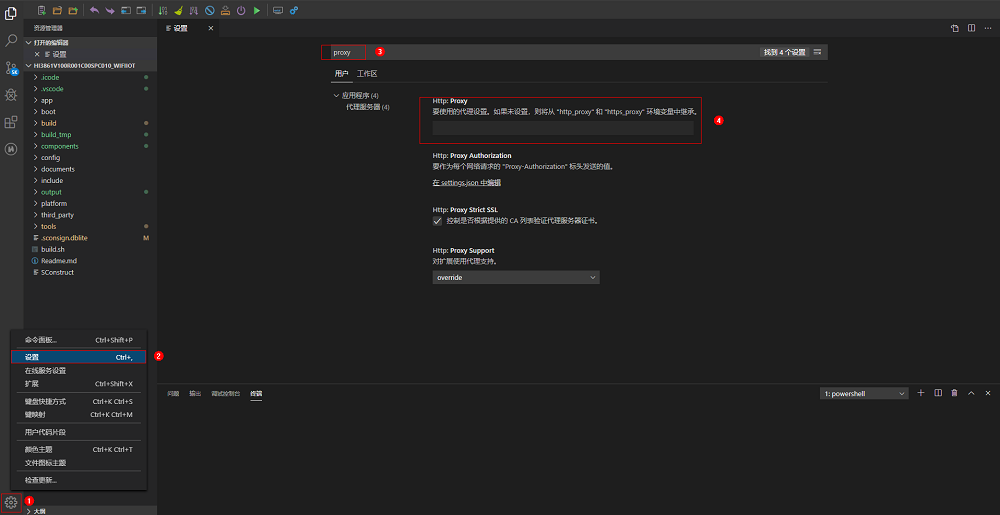 资源管理器
打开的编辑器
设置
HI3861V100R001C00SPC010_WIFIIOT
.icode
.vscode
app
boot
build
build_tmp
components
config
documents
include
output
platform
third_party
tools
.sconsign.dblite M
build.sh
Readme.md
SConstruct
54
命令面板... Ctrl+Shift+P
设置 Ctrl+,
2
在线服务设置
扩展 Ctrl+Shift+X
键盘快捷方式 Ctrl+K Ctrl+S
键映射 Ctrl+K Ctrl+M
用户代码片段
颜色主题 Ctrl+K Ctrl+T
文件图标主题
检查更新...
1
大纲
设置
proxy
3
找到 4 个设置
用户 工作区
应用程序 (4)
代理服务器 (4)
Http: Proxy
要使用的代理设置。如果未设置，则将从 "http_proxy" 和 "https_proxy" 环境变量中继承。
4
Http: Proxy Authorization
要作为每个网络请求的 "Proxy-Authorization" 标头发送的值。
在 settings.json 中编辑
Http: Proxy Strict SSL
控制是否根据提供的 CA 列表验证代理服务器证书。
Http: Proxy Support
对扩展使用代理支持。
override
问题 输出 调试控制台 终端
1: powershell